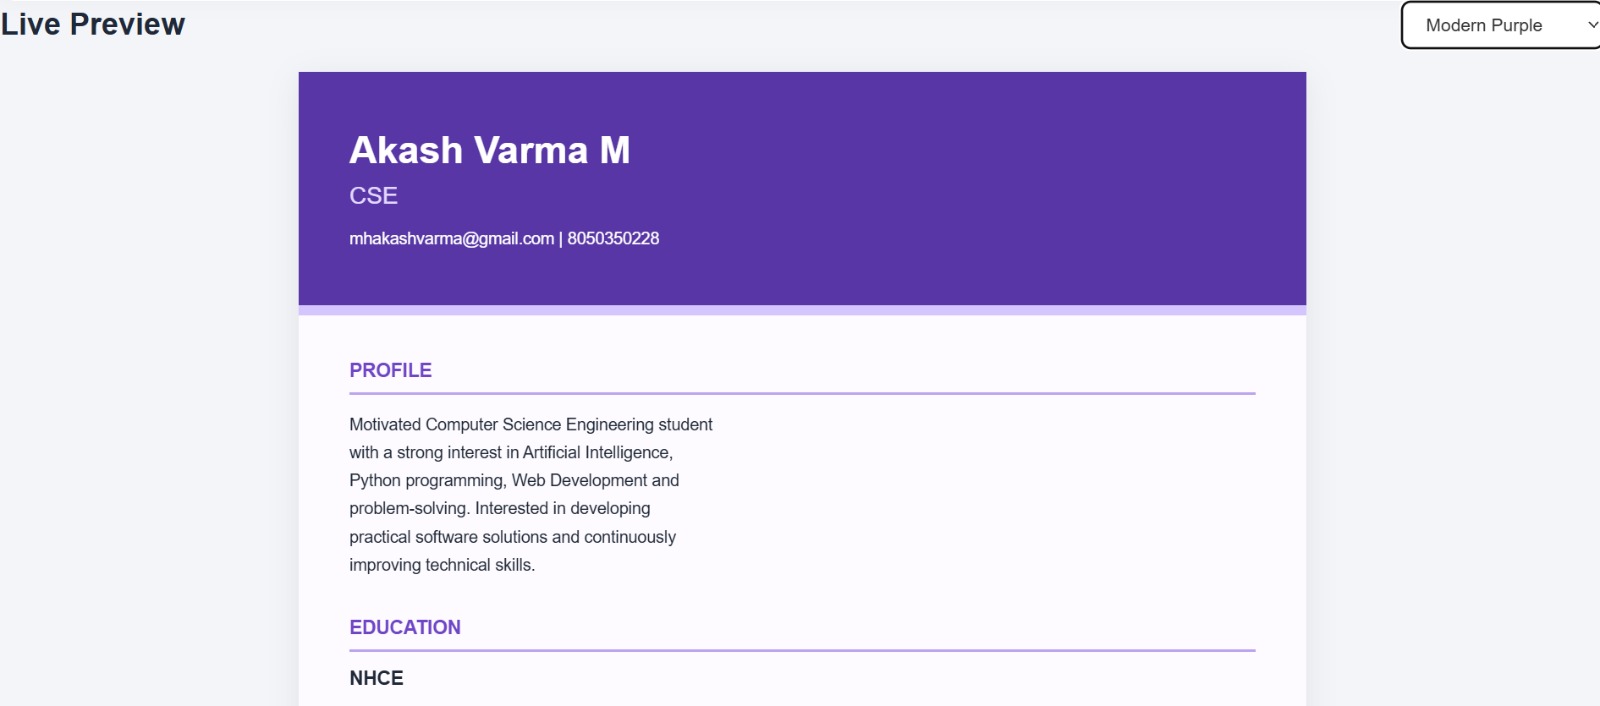 Live Preview
Modern Purple
Akash Varma M
CSE
mhakashvarma@gmail.com | 8050350228
PROFILE
Motivated Computer Science Engineering student
with a strong interest in Artificial Intelligence,
Python programming, Web Development and
problem-solving. Interested in developing
practical software solutions and continuously
improving technical skills.
EDUCATION
NHCE